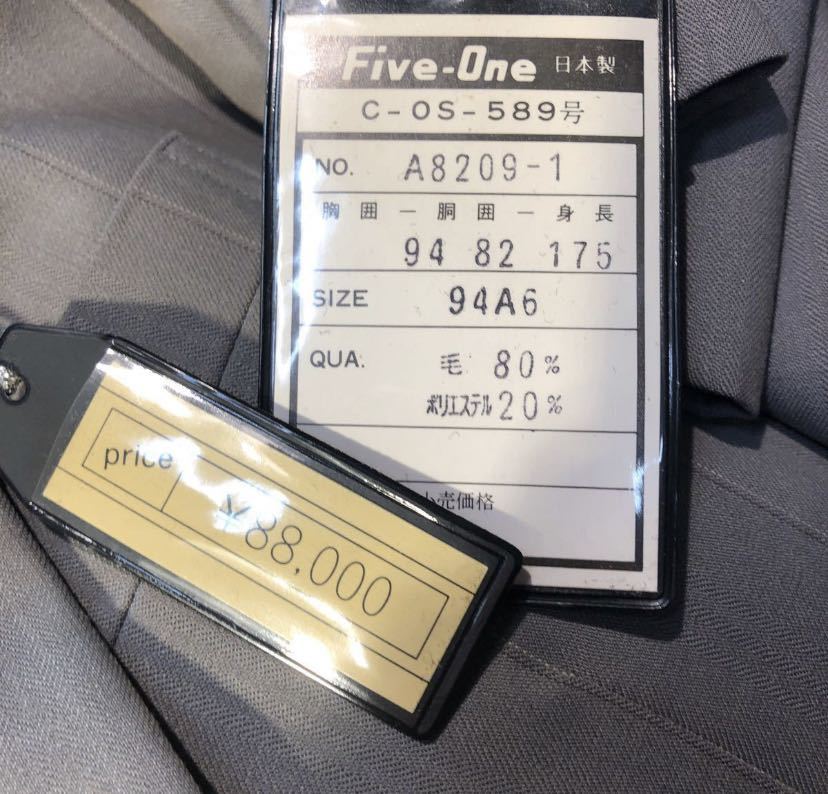 Five-One 日本製
C-OS-589号
NO. A8209-1
胸囲 — 胴囲 — 身長
94 82 175
SIZE 94A6
QUA. 毛 80%
ポリエステル 20%
小売価格
price ¥88,000